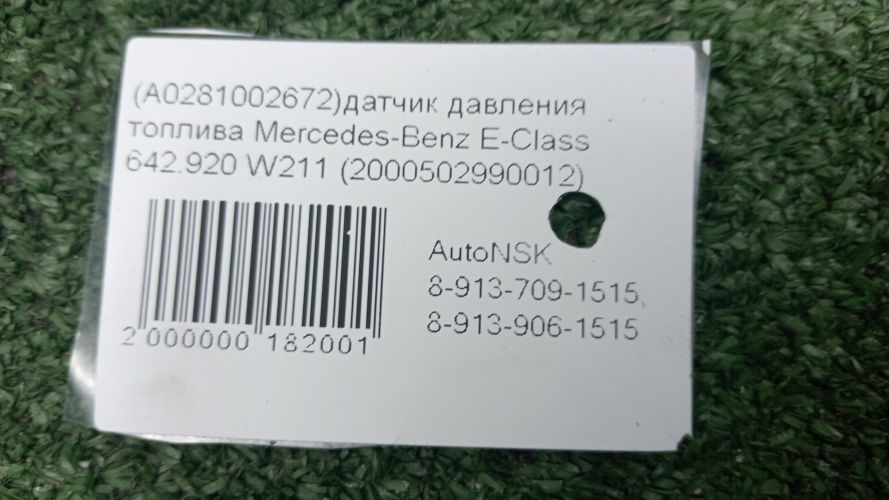 (A0281002672)датчик давления
топлива Mercedes-Benz E-Class
642.920 W211 (2000502990012)
AutoNSK
8-913-709-1515,
8-913-906-1515
2 000000 182001